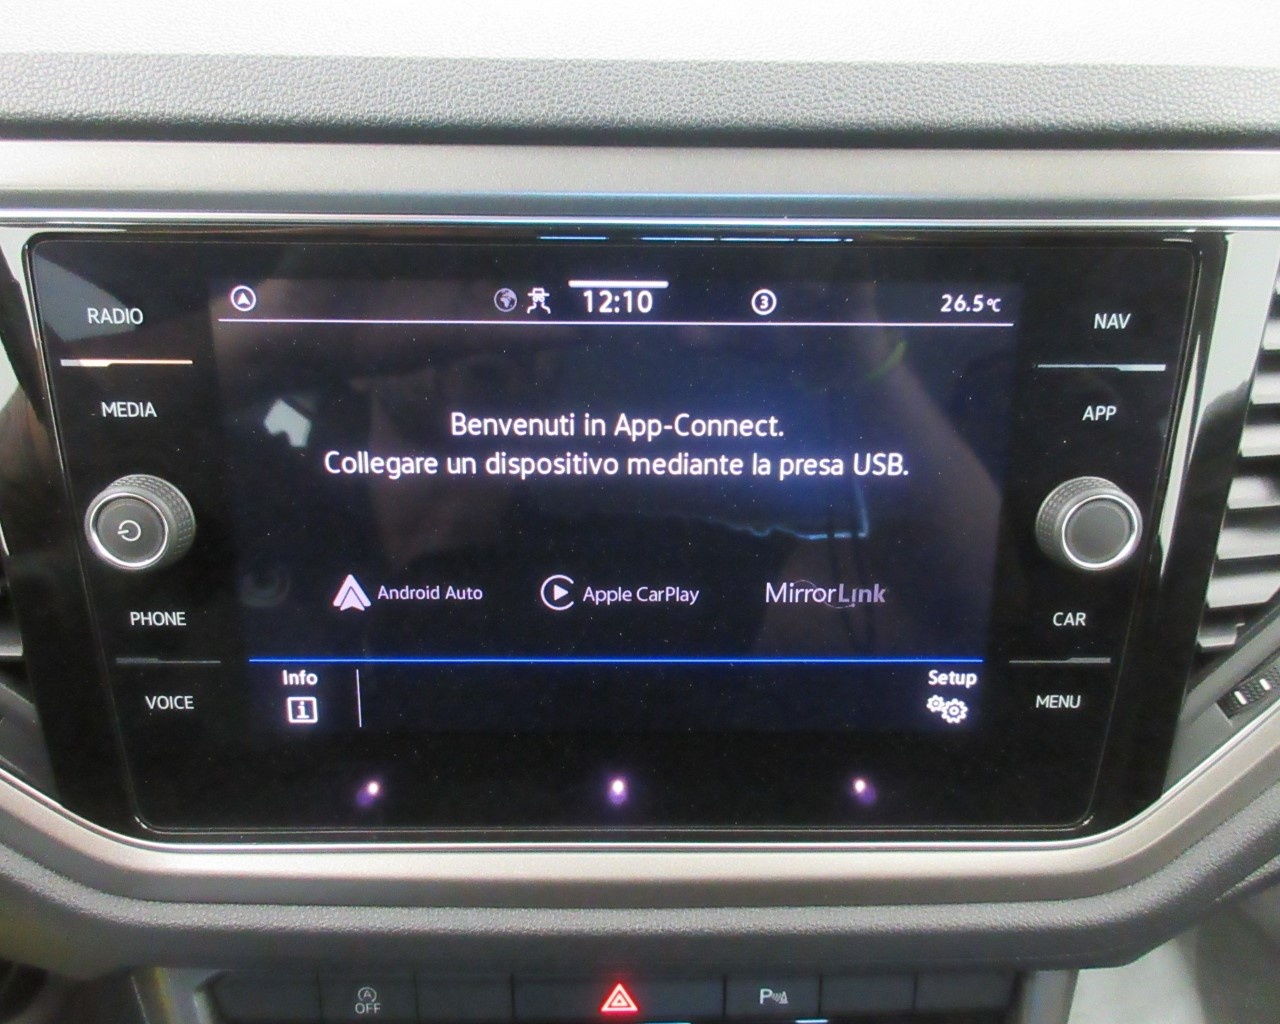 RADIO
MEDIA
PHONE
VOICE
12:10
3
26.5°C
Benvenuti in App-Connect.
Collegare un dispositivo mediante la presa USB.
Android Auto
Apple CarPlay
MirrorLink
Info
i
Setup
NAV
APP
CAR
MENU
A
OFF
P